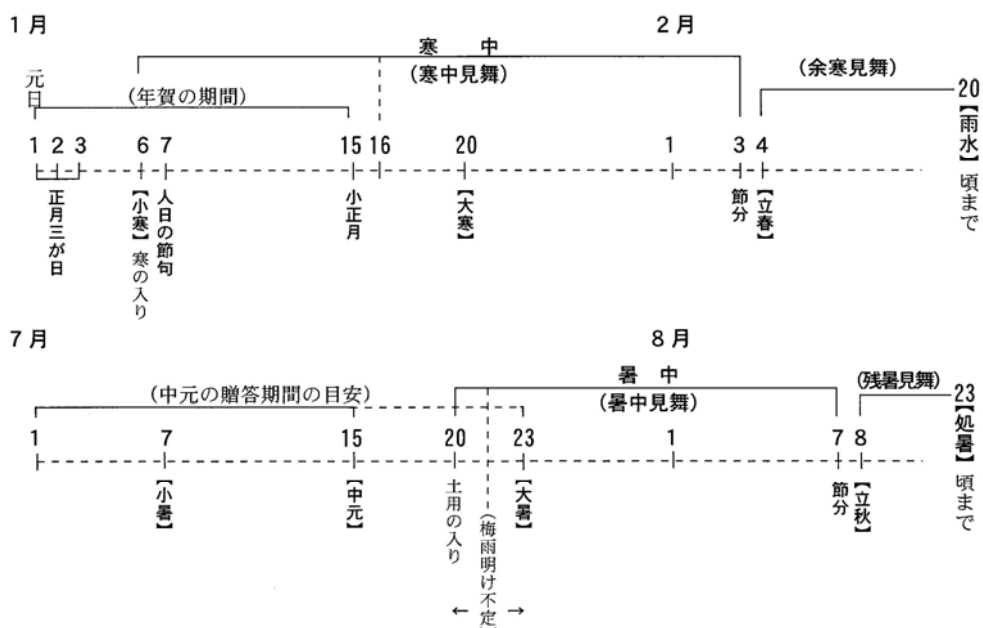 1月
2月
寒中
(寒中見舞)
(余寒見舞)
元日
(年賀の期間)
20【雨水】頃まで
1 2 3 6 7 15 16 20 1 3 4
正月三が日
【小寒】寒の入り
人日の節句
小正月
【大寒】
節分
【立春】
7月
8月
暑中
(暑中見舞)
(残暑見舞)
(中元の贈答期間の目安)
23【処暑】頃まで
1 7 15 20 23 1 7 8
【小暑】
【中元】
土用の入り
(梅雨明け不定
【大暑】
節分
【立秋】
← →